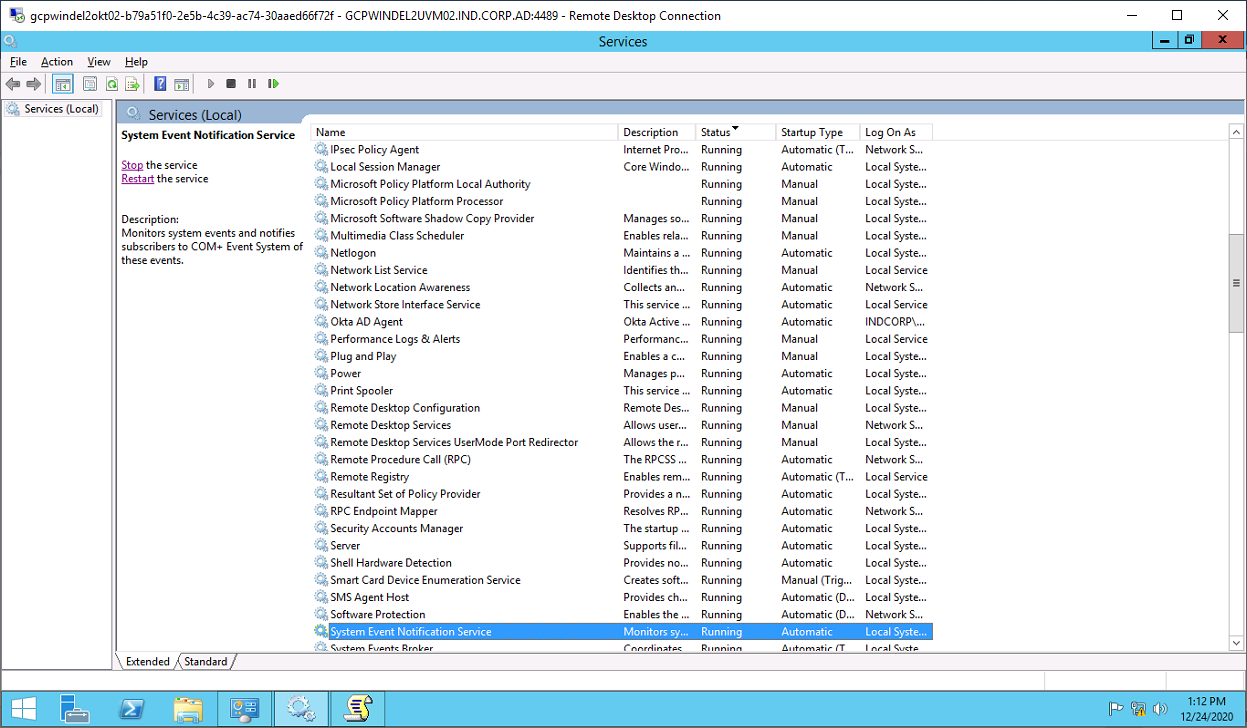 gcpwindel2okt02-b79a51f0-2e5b-4c39-ac74-30aaed66f72f - GCPWINDEL2UVM02.IND.CORP.AD:4489 - Remote Desktop Connection
Services
File Action View Help
Services (Local)
Services (Local)
System Event Notification Service
Stop the service
Restart the service
Description:
Monitors system events and notifies
subscribers to COM+ Event System of
these events.
Name Description Status Startup Type Log On As
IPsec Policy Agent Internet Pro... Running Automatic (T... Network S...
Local Session Manager Core Windo... Running Automatic Local Syste...
Microsoft Policy Platform Local Authority Running Manual Local Syste...
Microsoft Policy Platform Processor Running Manual Local Syste...
Microsoft Software Shadow Copy Provider Manages so... Running Manual Local Syste...
Multimedia Class Scheduler Enables rela... Running Manual Local Syste...
Netlogon Maintains a ... Running Automatic Local Syste...
Network List Service Identifies th... Running Manual Local Service
Network Location Awareness Collects an... Running Automatic Network S...
Network Store Interface Service This service ... Running Automatic Local Service
Okta AD Agent Okta Active ... Running Automatic INDCORP\...
Performance Logs & Alerts Performanc... Running Manual Local Service
Plug and Play Enables a c... Running Manual Local Syste...
Power Manages p... Running Automatic Local Syste...
Print Spooler This service ... Running Automatic Local Syste...
Remote Desktop Configuration Remote Des... Running Manual Local Syste...
Remote Desktop Services Allows user... Running Manual Network S...
Remote Desktop Services UserMode Port Redirector Allows the r... Running Manual Local Syste...
Remote Procedure Call (RPC) The RPCSS ... Running Automatic Network S...
Remote Registry Enables rem... Running Automatic (T... Local Service
Resultant Set of Policy Provider Provides a n... Running Automatic Local Syste...
RPC Endpoint Mapper Resolves RP... Running Automatic Network S...
Security Accounts Manager The startup ... Running Automatic Local Syste...
Server Supports fil... Running Automatic Local Syste...
Shell Hardware Detection Provides no... Running Automatic Local Syste...
Smart Card Device Enumeration Service Creates soft... Running Manual (Trig... Local Syste...
SMS Agent Host Provides ch... Running Automatic (D... Local Syste...
Software Protection Enables the ... Running Automatic (D... Network S...
System Event Notification Service Monitors sy... Running Automatic Local Syste...
System Events Broker Coordinates Running Automatic (T... Local Syste...
Extended Standard
1:12 PM
12/24/2020